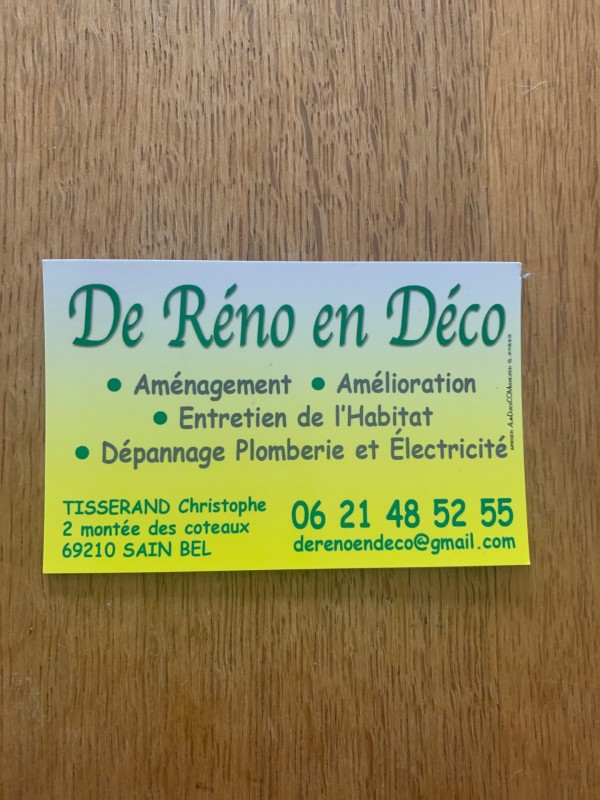 De Réno en Déco
• Aménagement • Amélioration
• Entretien de l'Habitat
• Dépannage Plomberie et Électricité
TISSERAND Christophe
2 montée des coteaux
69210 SAIN BEL
06 21 48 52 55
derenoendeco@gmail.com